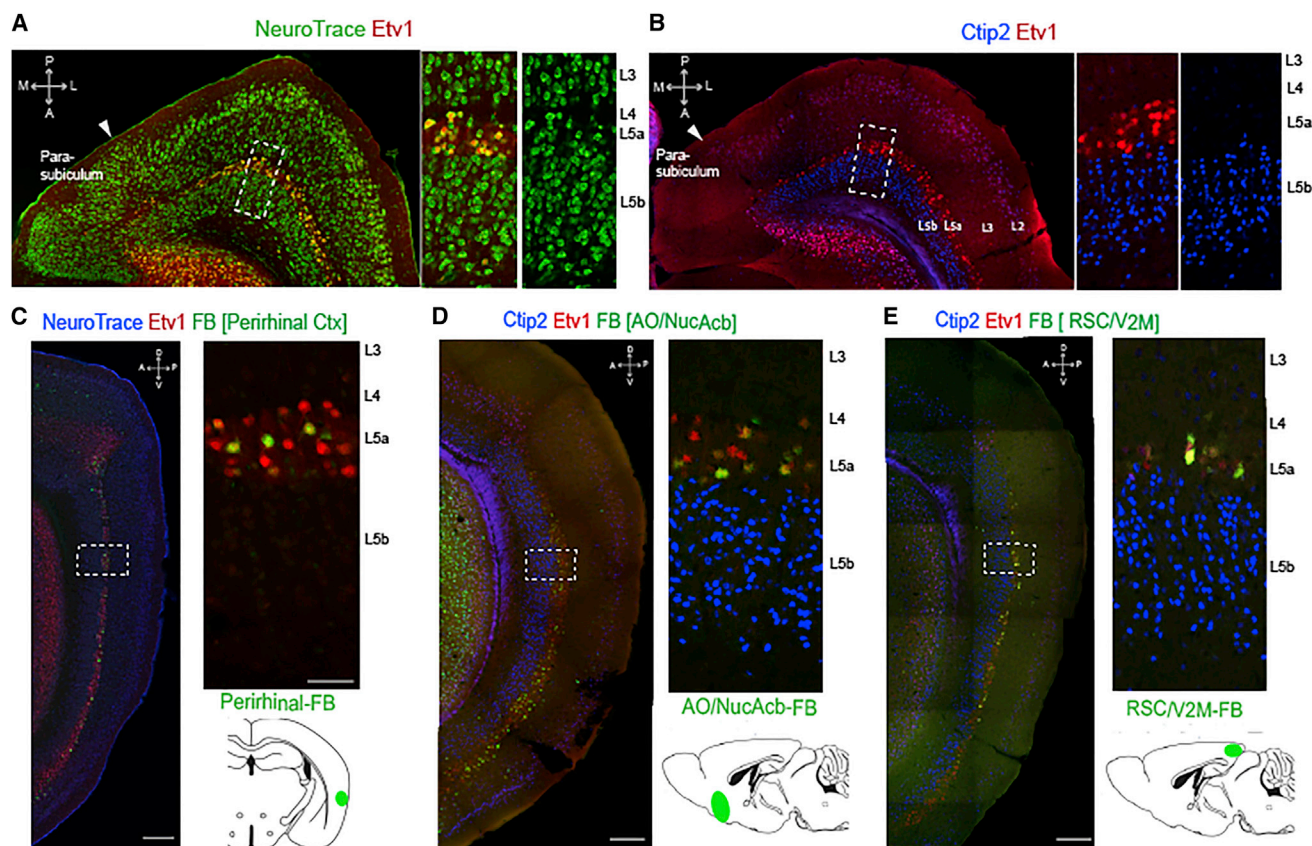 A
NeuroTrace Etv1
P
M L
A
Para-
subiculum
L3
L4
L5a
L5b
B
Ctip2 Etv1
P
M L
A
Para-
subiculum
L5b L5a L3 L2
L3
L4
L5a
L5b
C
NeuroTrace Etv1 FB [Perirhinal Ctx]
D
A P
V
L3
L4
L5a
L5b
Perirhinal-FB
D
Ctip2 Etv1 FB [AO/NucAcb]
D
A P
V
L3
L4
L5a
L5b
AO/NucAcb-FB
E
Ctip2 Etv1 FB [ RSC/V2M]
D
A P
V
L3
L4
L5a
L5b
RSC/V2M-FB